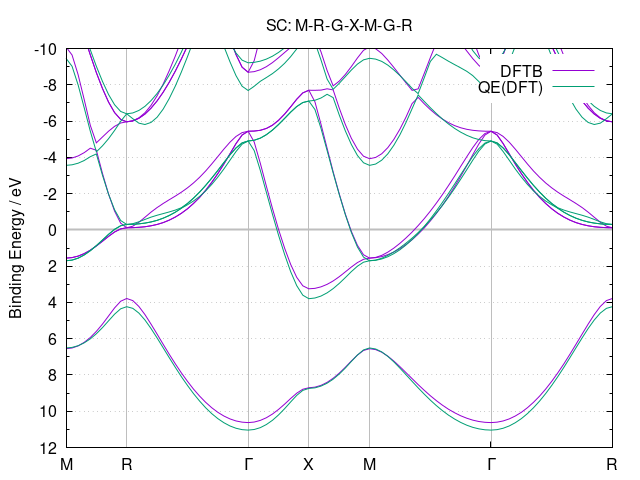 SC: M-R-G-X-M-G-R
DFTB
QE(DFT)
Binding Energy / eV
-10
-8
-6
-4
-2
0
2
4
6
8
10
12
M R Γ X M Γ R